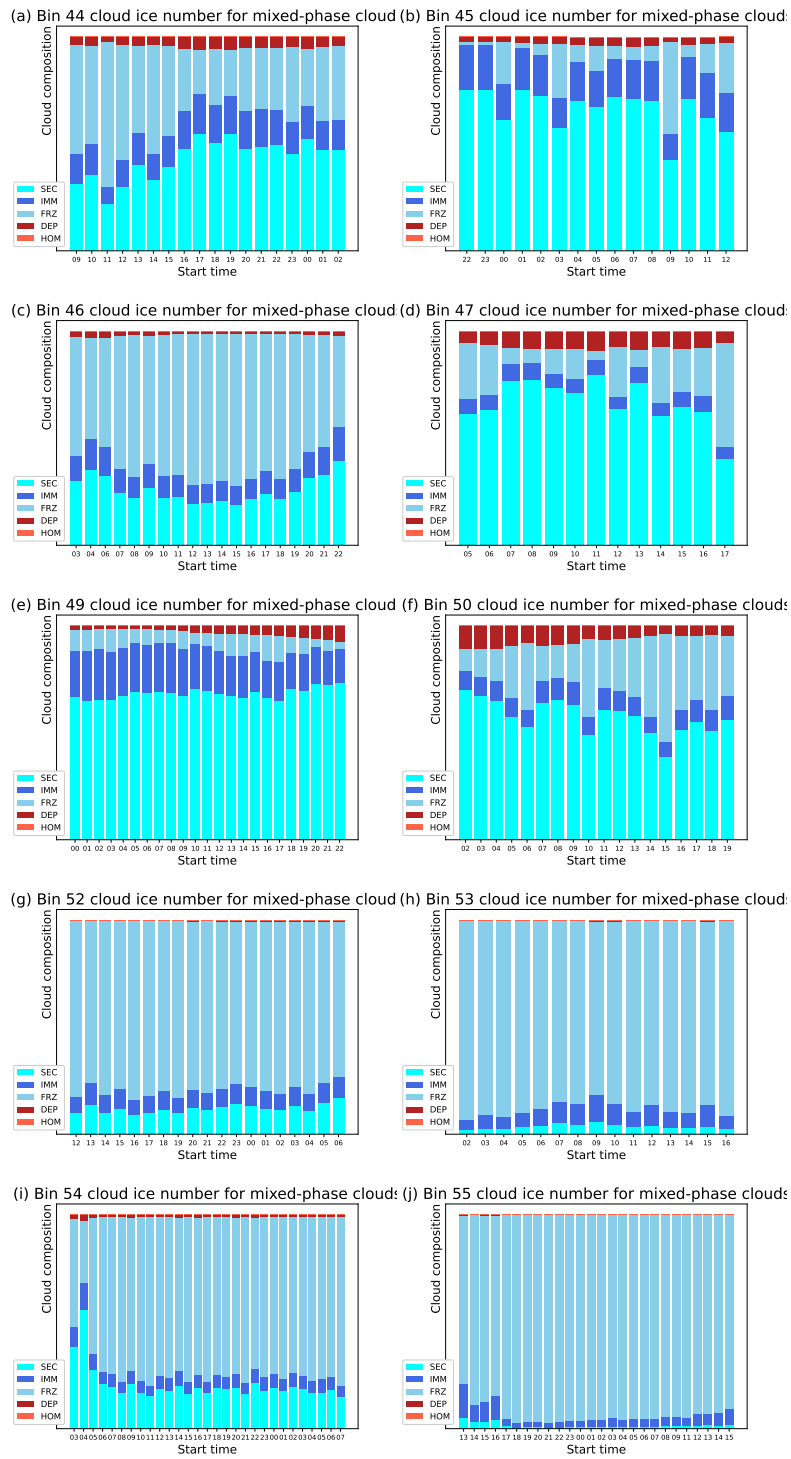 (a) Bin 44 cloud ice number for mixed-phase cloud
Cloud composition
SEC
IMM
FRZ
DEP
HOM
09 10 11 12 13 14 15 16 17 18 19 20 21 22 23 00 01 02
Start time
(b) Bin 45 cloud ice number for mixed-phase clouds
Cloud composition
SEC
IMM
FRZ
DEP
HOM
22 23 00 01 02 03 04 05 06 07 08 09 10 11 12
Start time
(c) Bin 46 cloud ice number for mixed-phase cloud
Cloud composition
SEC
IMM
FRZ
DEP
HOM
03 04 06 07 08 09 10 11 12 13 14 15 16 17 18 19 20 21 22
Start time
(d) Bin 47 cloud ice number for mixed-phase clouds
Cloud composition
SEC
IMM
FRZ
DEP
HOM
05 06 07 08 09 10 11 12 13 14 15 16 17
Start time
(e) Bin 49 cloud ice number for mixed-phase cloud
Cloud composition
SEC
IMM
FRZ
DEP
HOM
00 01 02 03 04 05 06 07 08 09 10 11 12 13 14 15 16 17 18 19 20 21 22
Start time
(f) Bin 50 cloud ice number for mixed-phase clouds
Cloud composition
SEC
IMM
FRZ
DEP
HOM
02 03 04 05 06 07 08 09 10 11 12 13 14 15 16 17 18 19
Start time
(g) Bin 52 cloud ice number for mixed-phase cloud
Cloud composition
SEC
IMM
FRZ
DEP
HOM
12 13 14 15 16 17 18 19 20 21 22 23 00 01 02 03 04 05 06
Start time
(h) Bin 53 cloud ice number for mixed-phase clouds
Cloud composition
SEC
IMM
FRZ
DEP
HOM
02 03 04 05 06 07 08 09 10 11 12 13 14 15 16
Start time
(i) Bin 54 cloud ice number for mixed-phase clouds
Cloud composition
SEC
IMM
FRZ
DEP
HOM
03 04 05 06 07 08 09 10 11 12 13 14 15 16 17 18 19 20 21 22 23 00 01 02 03 04 05 06 07
Start time
(j) Bin 55 cloud ice number for mixed-phase clouds
Cloud composition
SEC
IMM
FRZ
DEP
HOM
13 14 15 16 17 18 19 20 21 22 23 00 01 02 03 04 05 06 07 08 09 11 12 13 14 15
Start time